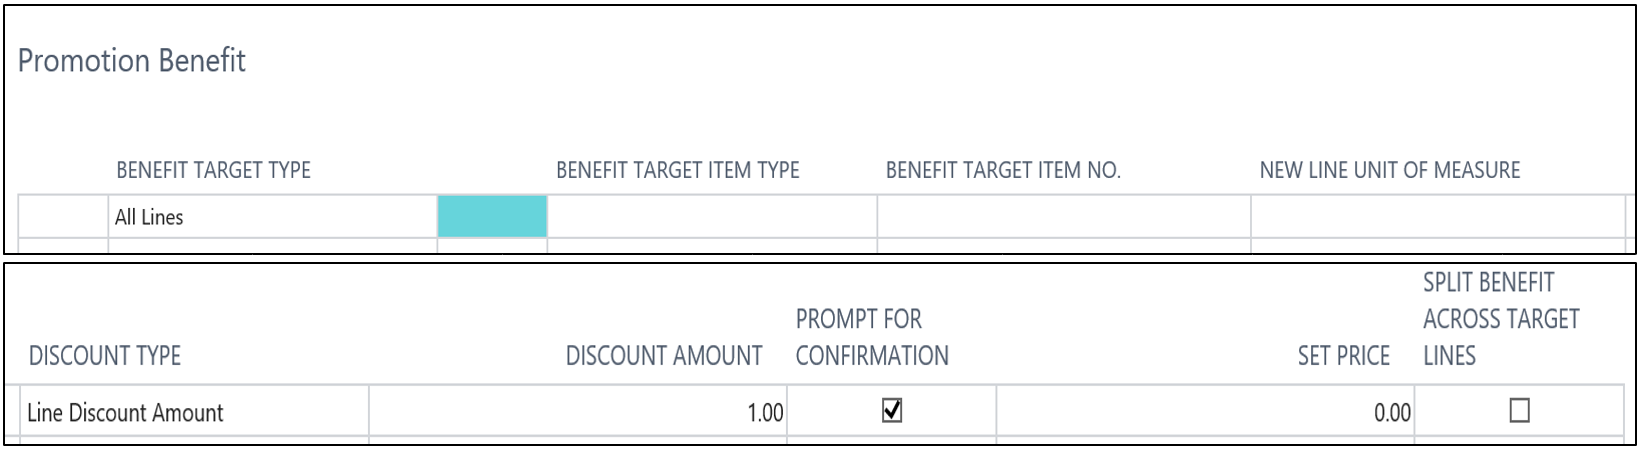 Promotion Benefit
BENEFIT TARGET TYPE BENEFIT TARGET ITEM TYPE BENEFIT TARGET ITEM NO. NEW LINE UNIT OF MEASURE
All Lines
SPLIT BENEFIT
PROMPT FOR ACROSS TARGET
DISCOUNT TYPE DISCOUNT AMOUNT CONFIRMATION SET PRICE LINES
Line Discount Amount 1.00 0.00